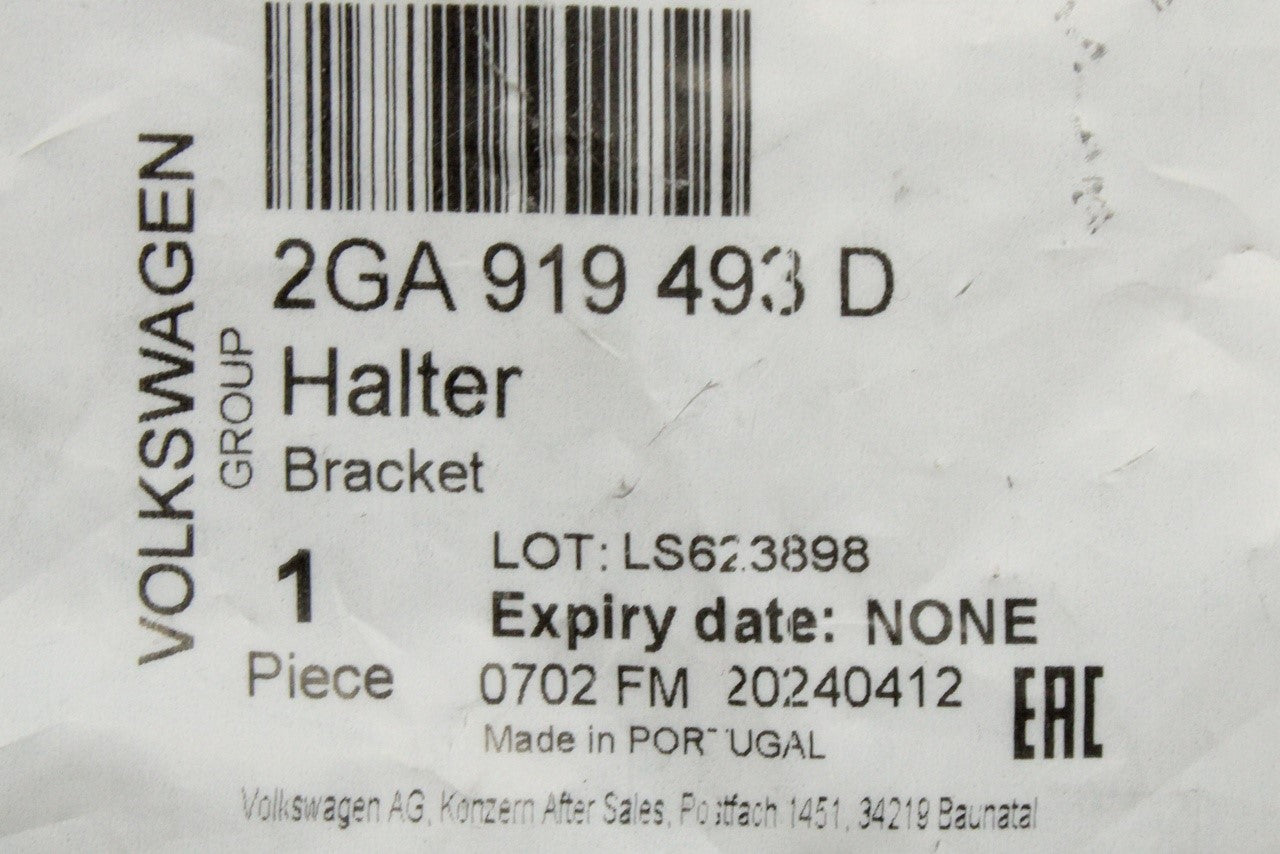 VOLKSWAGEN
GROUP
2GA 919 493 D
Halter
Bracket
1
Piece
LOT: LS623898
Expiry date: NONE
0702 FM 20240412
Made in PORTUGAL
EAC
Volkswagen AG, Konzern After Sales, Postfach 1451, 34219 Baunatal